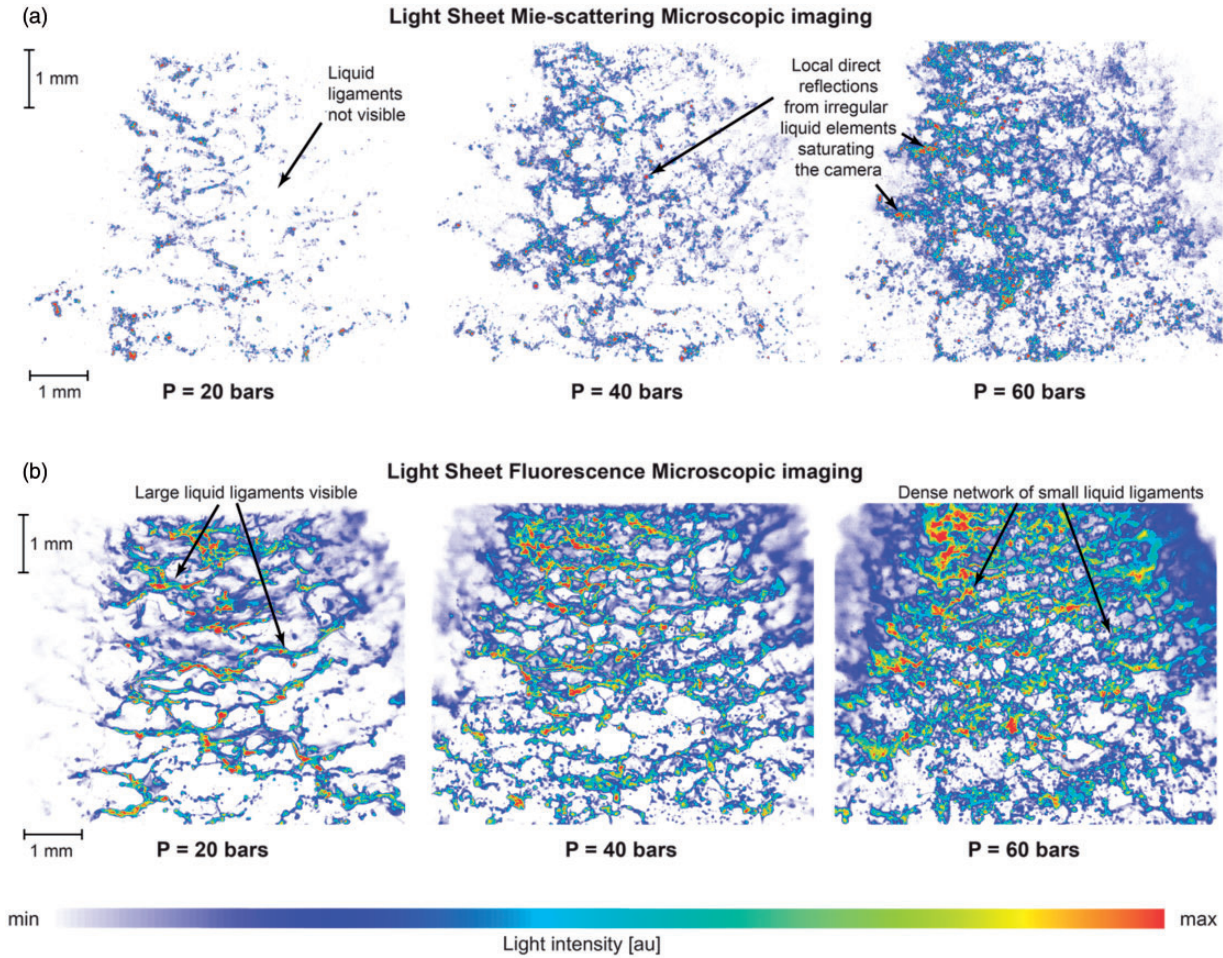 (a)
Light Sheet Mie-scattering Microscopic imaging
1 mm
Liquid
ligaments
not visible
Local direct
reflections
from irregular
liquid elements
saturating
the camera
1 mm
P = 20 bars
P = 40 bars
P = 60 bars
(b)
Light Sheet Fluorescence Microscopic imaging
Large liquid ligaments visible
Dense network of small liquid ligaments
1 mm
1 mm
P = 20 bars
P = 40 bars
P = 60 bars
min
max
Light intensity [au]